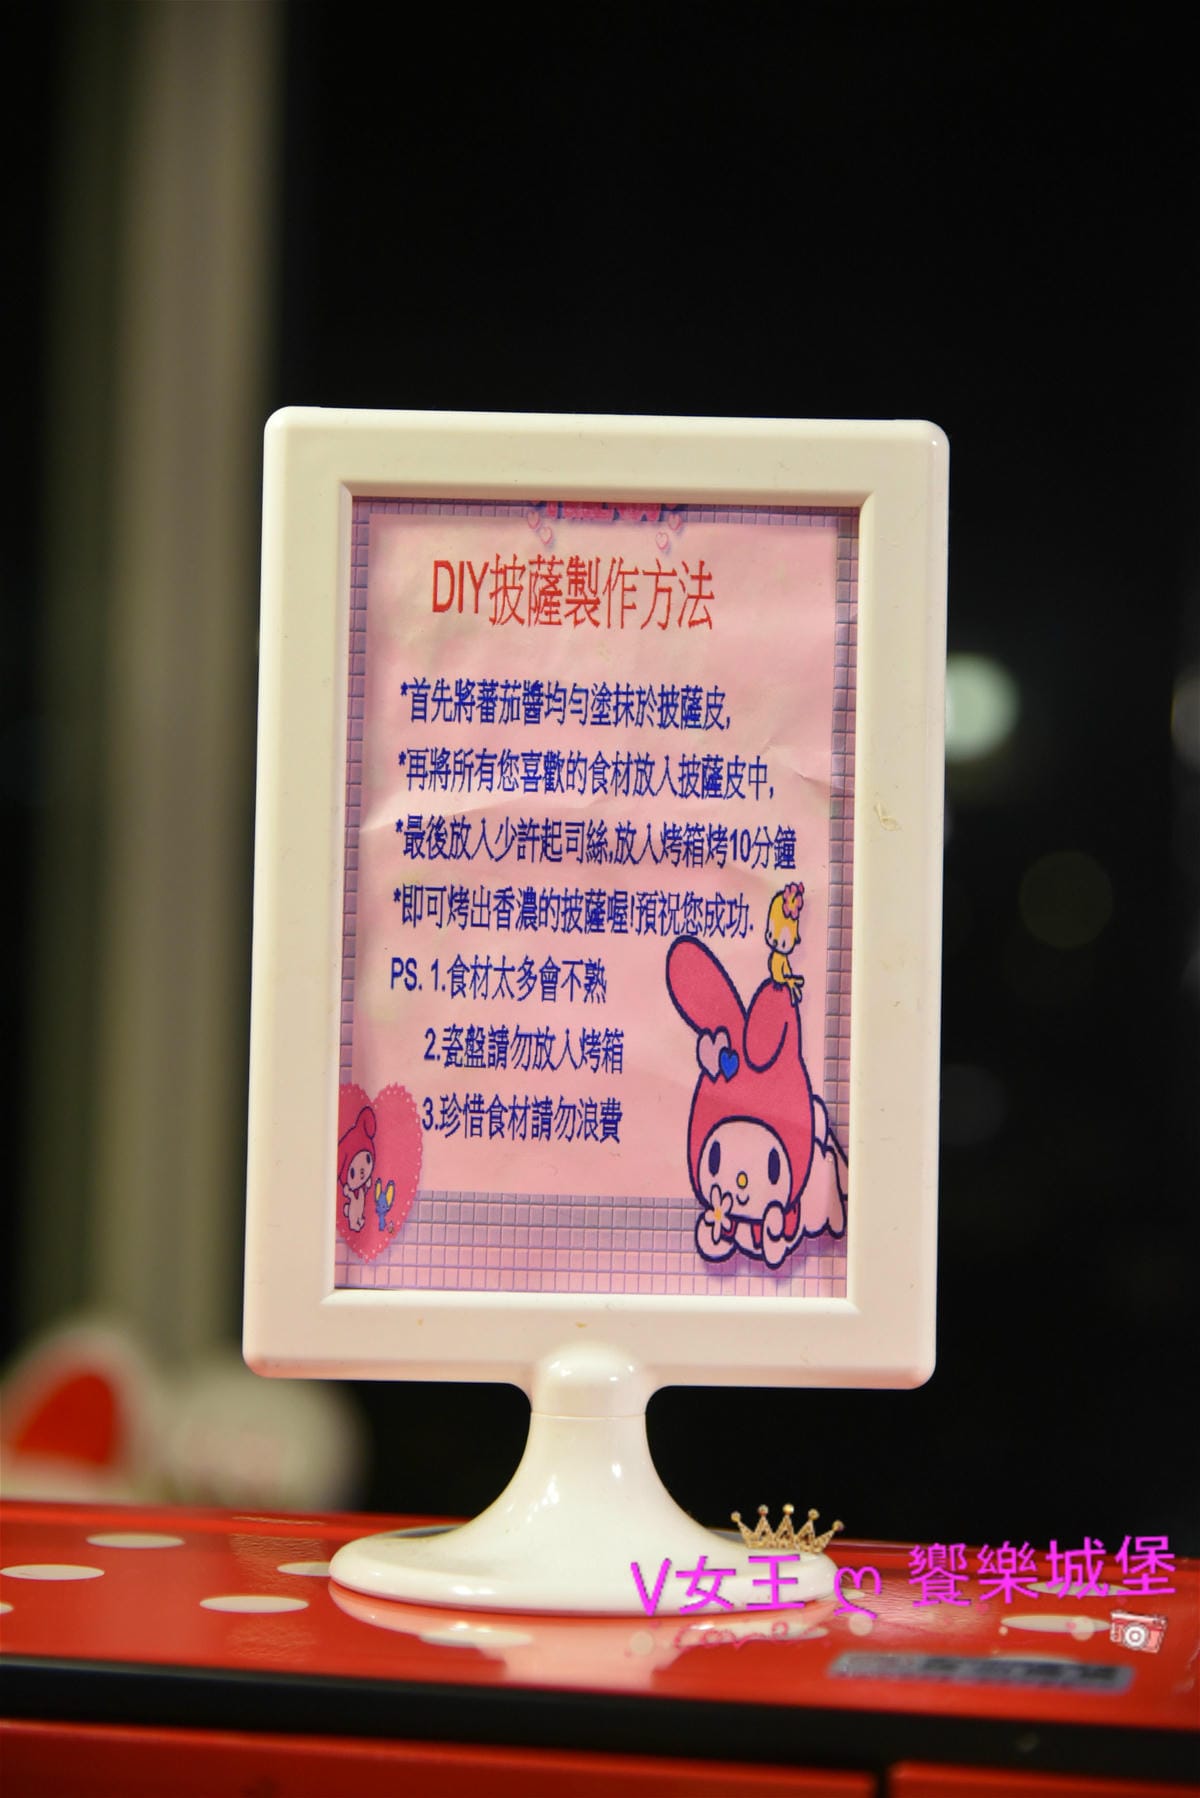 DIY披薩製作方法
*首先將蕃茄醬均勻塗抹於披薩皮,
*再將所有您喜歡的食材放入披薩皮中,
*最後放入少許起司絲,放入烤箱烤10分鐘
*即可烤出香濃的披薩喔!預祝您成功.
PS. 1.食材太多會不熟
2.瓷盤請勿放入烤箱
3.珍惜食材請勿浪費
V女王 ღ 饗樂城堡